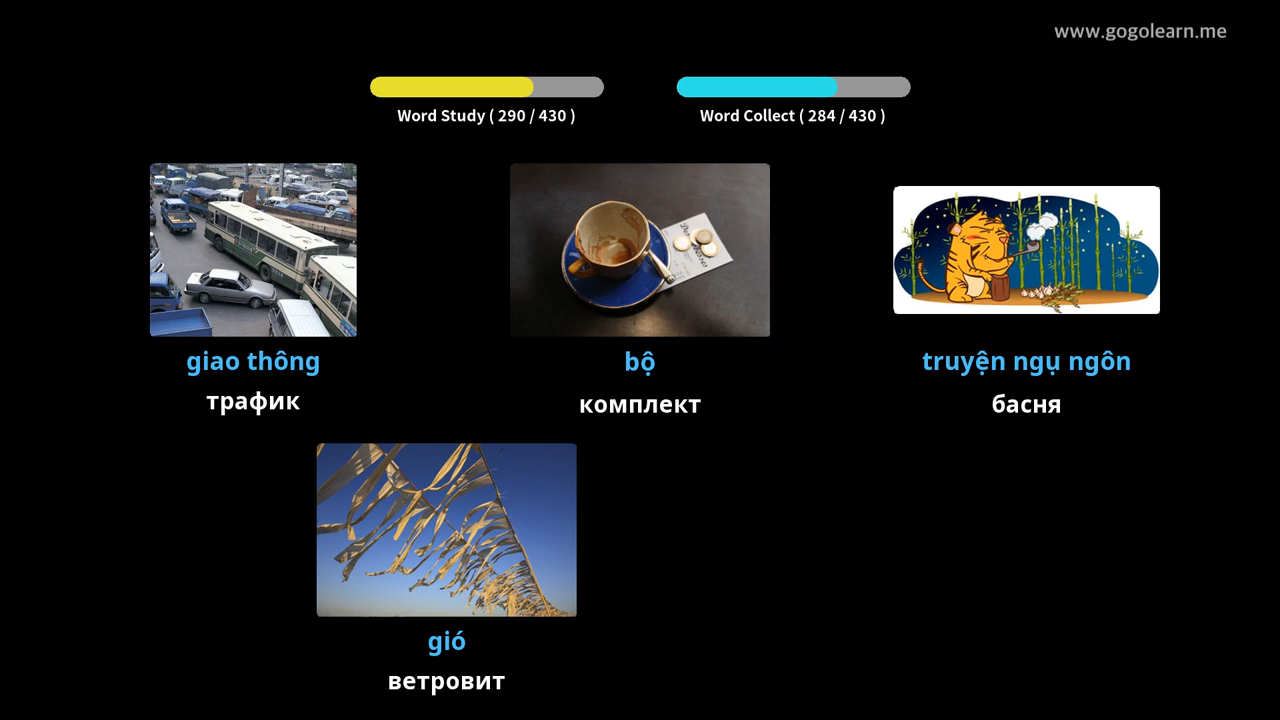 www.gogolearn.me
Word Study ( 290 / 430 )
Word Collect ( 284 / 430 )
giao thông
трафик
bộ
комплект
truyện ngụ ngôn
басня
gió
ветровит